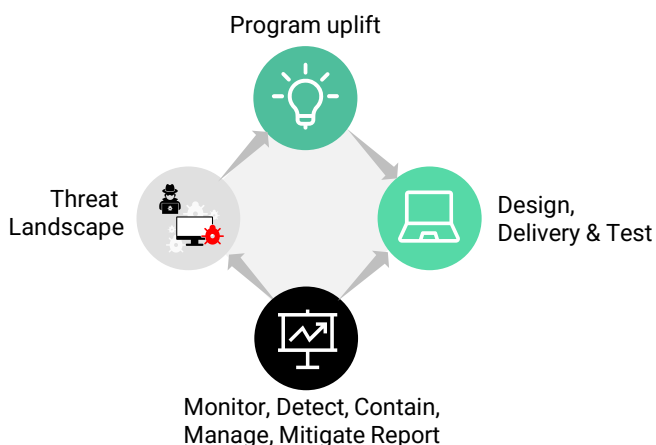 Program uplift
Threat
Landscape
Design,
Delivery & Test
Monitor, Detect, Contain,
Manage, Mitigate Report